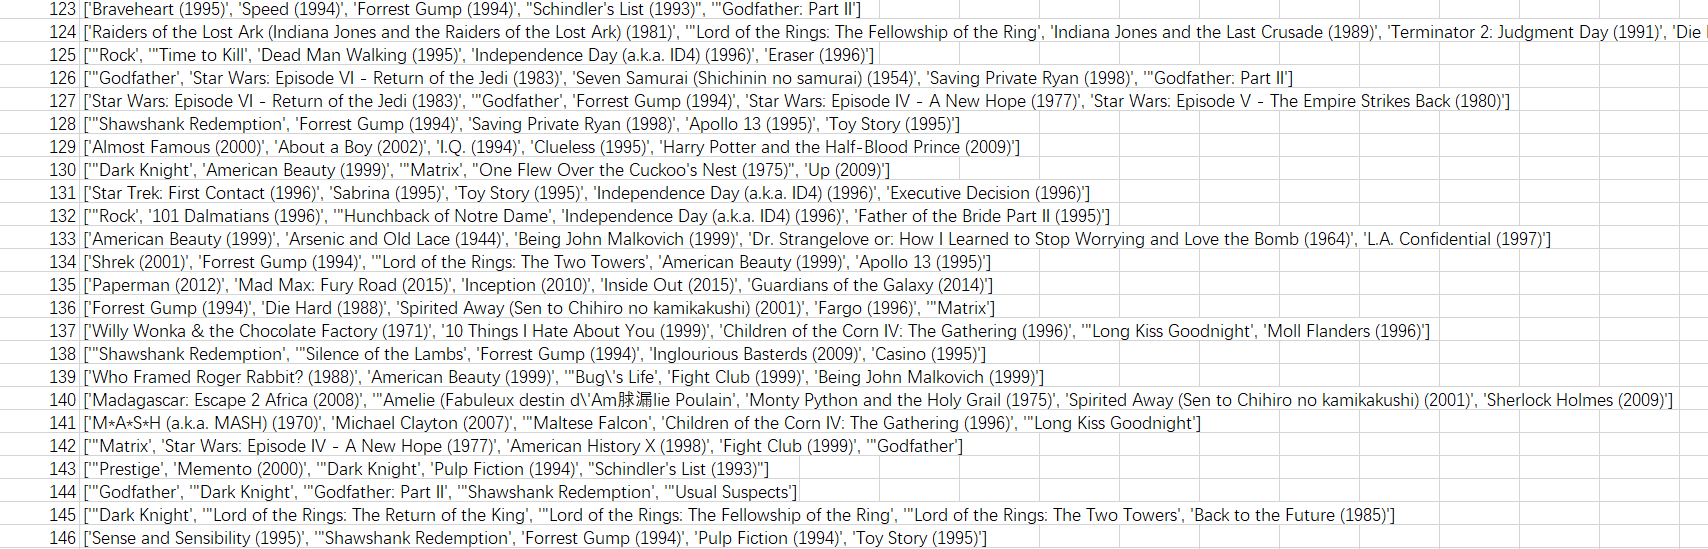 123 ['Braveheart (1995)', 'Speed (1994)', 'Forrest Gump (1994)', "Schindler's List (1993)", '"Godfather: Part II']
124 ['Raiders of the Lost Ark (Indiana Jones and the Raiders of the Lost Ark) (1981)', '"Lord of the Rings: The Fellowship of the Ring', 'Indiana Jones and the Last Crusade (1989)', 'Terminator 2: Judgment Day (1991)', 'Die
125 ['"Rock', '"Time to Kill', 'Dead Man Walking (1995)', 'Independence Day (a.k.a. ID4) (1996)', 'Eraser (1996)']
126 ['"Godfather', 'Star Wars: Episode VI - Return of the Jedi (1983)', 'Seven Samurai (Shichinin no samurai) (1954)', 'Saving Private Ryan (1998)', '"Godfather: Part II']
127 ['Star Wars: Episode VI - Return of the Jedi (1983)', '"Godfather', 'Forrest Gump (1994)', 'Star Wars: Episode IV - A New Hope (1977)', 'Star Wars: Episode V - The Empire Strikes Back (1980)']
128 ['"Shawshank Redemption', 'Forrest Gump (1994)', 'Saving Private Ryan (1998)', 'Apollo 13 (1995)', 'Toy Story (1995)']
129 ['Almost Famous (2000)', 'About a Boy (2002)', 'I.Q. (1994)', 'Clueless (1995)', 'Harry Potter and the Half-Blood Prince (2009)']
130 ['"Dark Knight', 'American Beauty (1999)', '"Matrix', "One Flew Over the Cuckoo's Nest (1975)", 'Up (2009)']
131 ['Star Trek: First Contact (1996)', 'Sabrina (1995)', 'Toy Story (1995)', 'Independence Day (a.k.a. ID4) (1996)', 'Executive Decision (1996)']
132 ['"Rock', '101 Dalmatians (1996)', '"Hunchback of Notre Dame', 'Independence Day (a.k.a. ID4) (1996)', 'Father of the Bride Part II (1995)']
133 ['American Beauty (1999)', 'Arsenic and Old Lace (1944)', 'Being John Malkovich (1999)', 'Dr. Strangelove or: How I Learned to Stop Worrying and Love the Bomb (1964)', 'L.A. Confidential (1997)']
134 ['Shrek (2001)', 'Forrest Gump (1994)', '"Lord of the Rings: The Two Towers', 'American Beauty (1999)', 'Apollo 13 (1995)']
135 ['Paperman (2012)', 'Mad Max: Fury Road (2015)', 'Inception (2010)', 'Inside Out (2015)', 'Guardians of the Galaxy (2014)']
136 ['Forrest Gump (1994)', 'Die Hard (1988)', 'Spirited Away (Sen to Chihiro no kamikakushi) (2001)', 'Fargo (1996)', '"Matrix']
137 ['Willy Wonka & the Chocolate Factory (1971)', '10 Things I Hate About You (1999)', 'Children of the Corn IV: The Gathering (1996)', '"Long Kiss Goodnight', 'Moll Flanders (1996)']
138 ['"Shawshank Redemption', '"Silence of the Lambs', 'Forrest Gump (1994)', 'Inglourious Basterds (2009)', 'Casino (1995)']
139 ['Who Framed Roger Rabbit? (1988)', 'American Beauty (1999)', '"Bug\'s Life', 'Fight Club (1999)', 'Being John Malkovich (1999)']
140 ['Madagascar: Escape 2 Africa (2008)', '"Amelie (Fabuleux destin d\'Am脙漏lie Poulain', 'Monty Python and the Holy Grail (1975)', 'Spirited Away (Sen to Chihiro no kamikakushi) (2001)', 'Sherlock Holmes (2009)']
141 ['M*A*S*H (a.k.a. MASH) (1970)', 'Michael Clayton (2007)', '"Maltese Falcon', 'Children of the Corn IV: The Gathering (1996)', '"Long Kiss Goodnight']
142 ['"Matrix', 'Star Wars: Episode IV - A New Hope (1977)', 'American History X (1998)', 'Fight Club (1999)', '"Godfather']
143 ['"Prestige', 'Memento (2000)', '"Dark Knight', 'Pulp Fiction (1994)', "Schindler's List (1993)"]
144 ['"Godfather', '"Dark Knight', '"Godfather: Part II', '"Shawshank Redemption', '"Usual Suspects']
145 ['"Dark Knight', '"Lord of the Rings: The Return of the King', '"Lord of the Rings: The Fellowship of the Ring', '"Lord of the Rings: The Two Towers', 'Back to the Future (1985)']
146 ['Sense and Sensibility (1995)', '"Shawshank Redemption', 'Forrest Gump (1994)', 'Pulp Fiction (1994)', 'Toy Story (1995)']